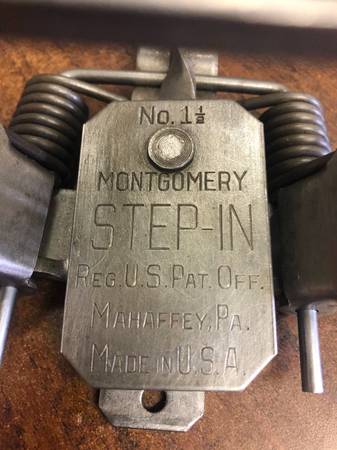 No. 1½
MONTGOMERY
STEP-IN
REG. U.S. PAT. OFF.
MAHAFFEY, PA.
MADE IN U.S.A.